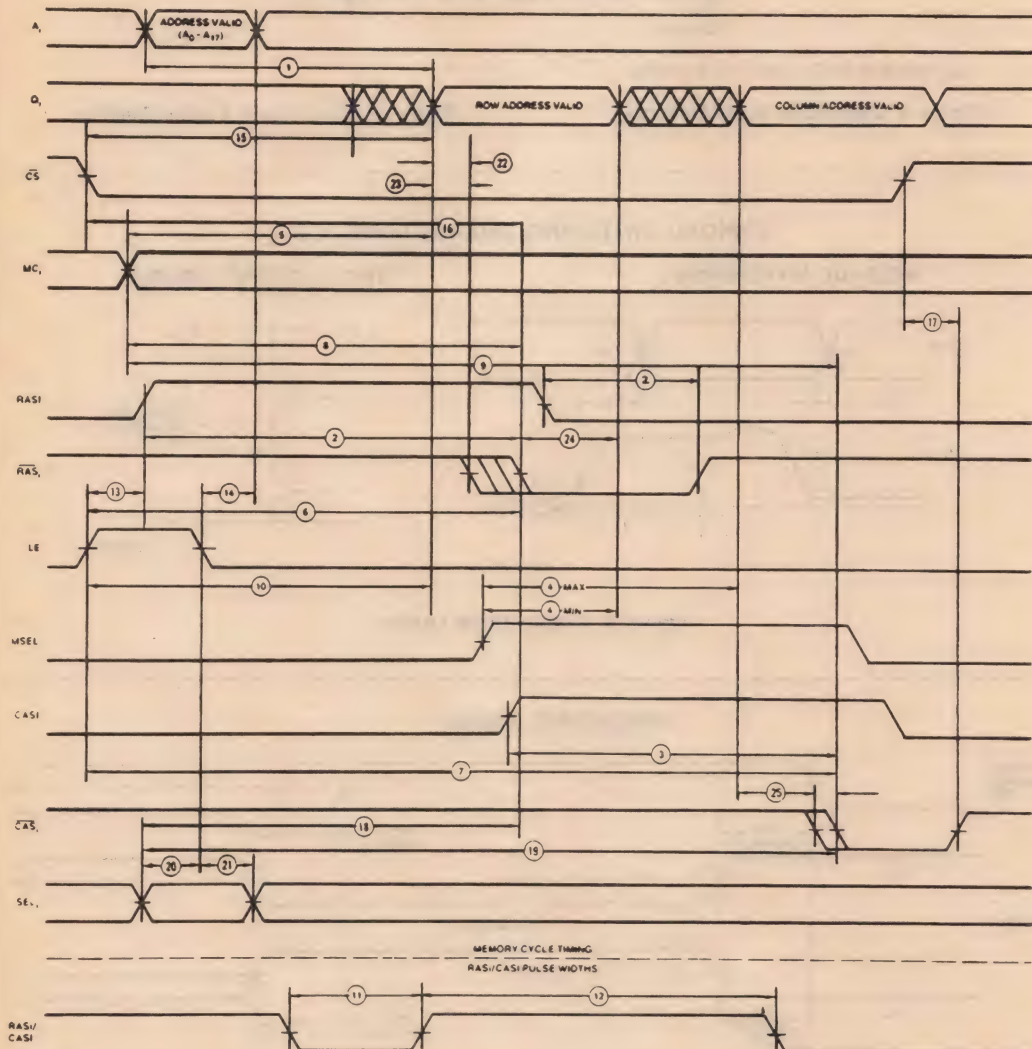 A i
ADDRESS VALID
(A0 - A17)
1
Q i
ROW ADDRESS VALID
COLUMN ADDRESS VALID
15
22
CS
23
16
5
MC i
17
8
9
RASI
2
2
24
RAS i
13
14
6
LE
10
4 MAX
4 MIN
MSEL
CASI
3
7
25
CAS i
18
19
20
21
SEL i
MEMORY CYCLE TIMING
RASI/CASI PULSE WIDTHS
11
12
RASI/
CASI